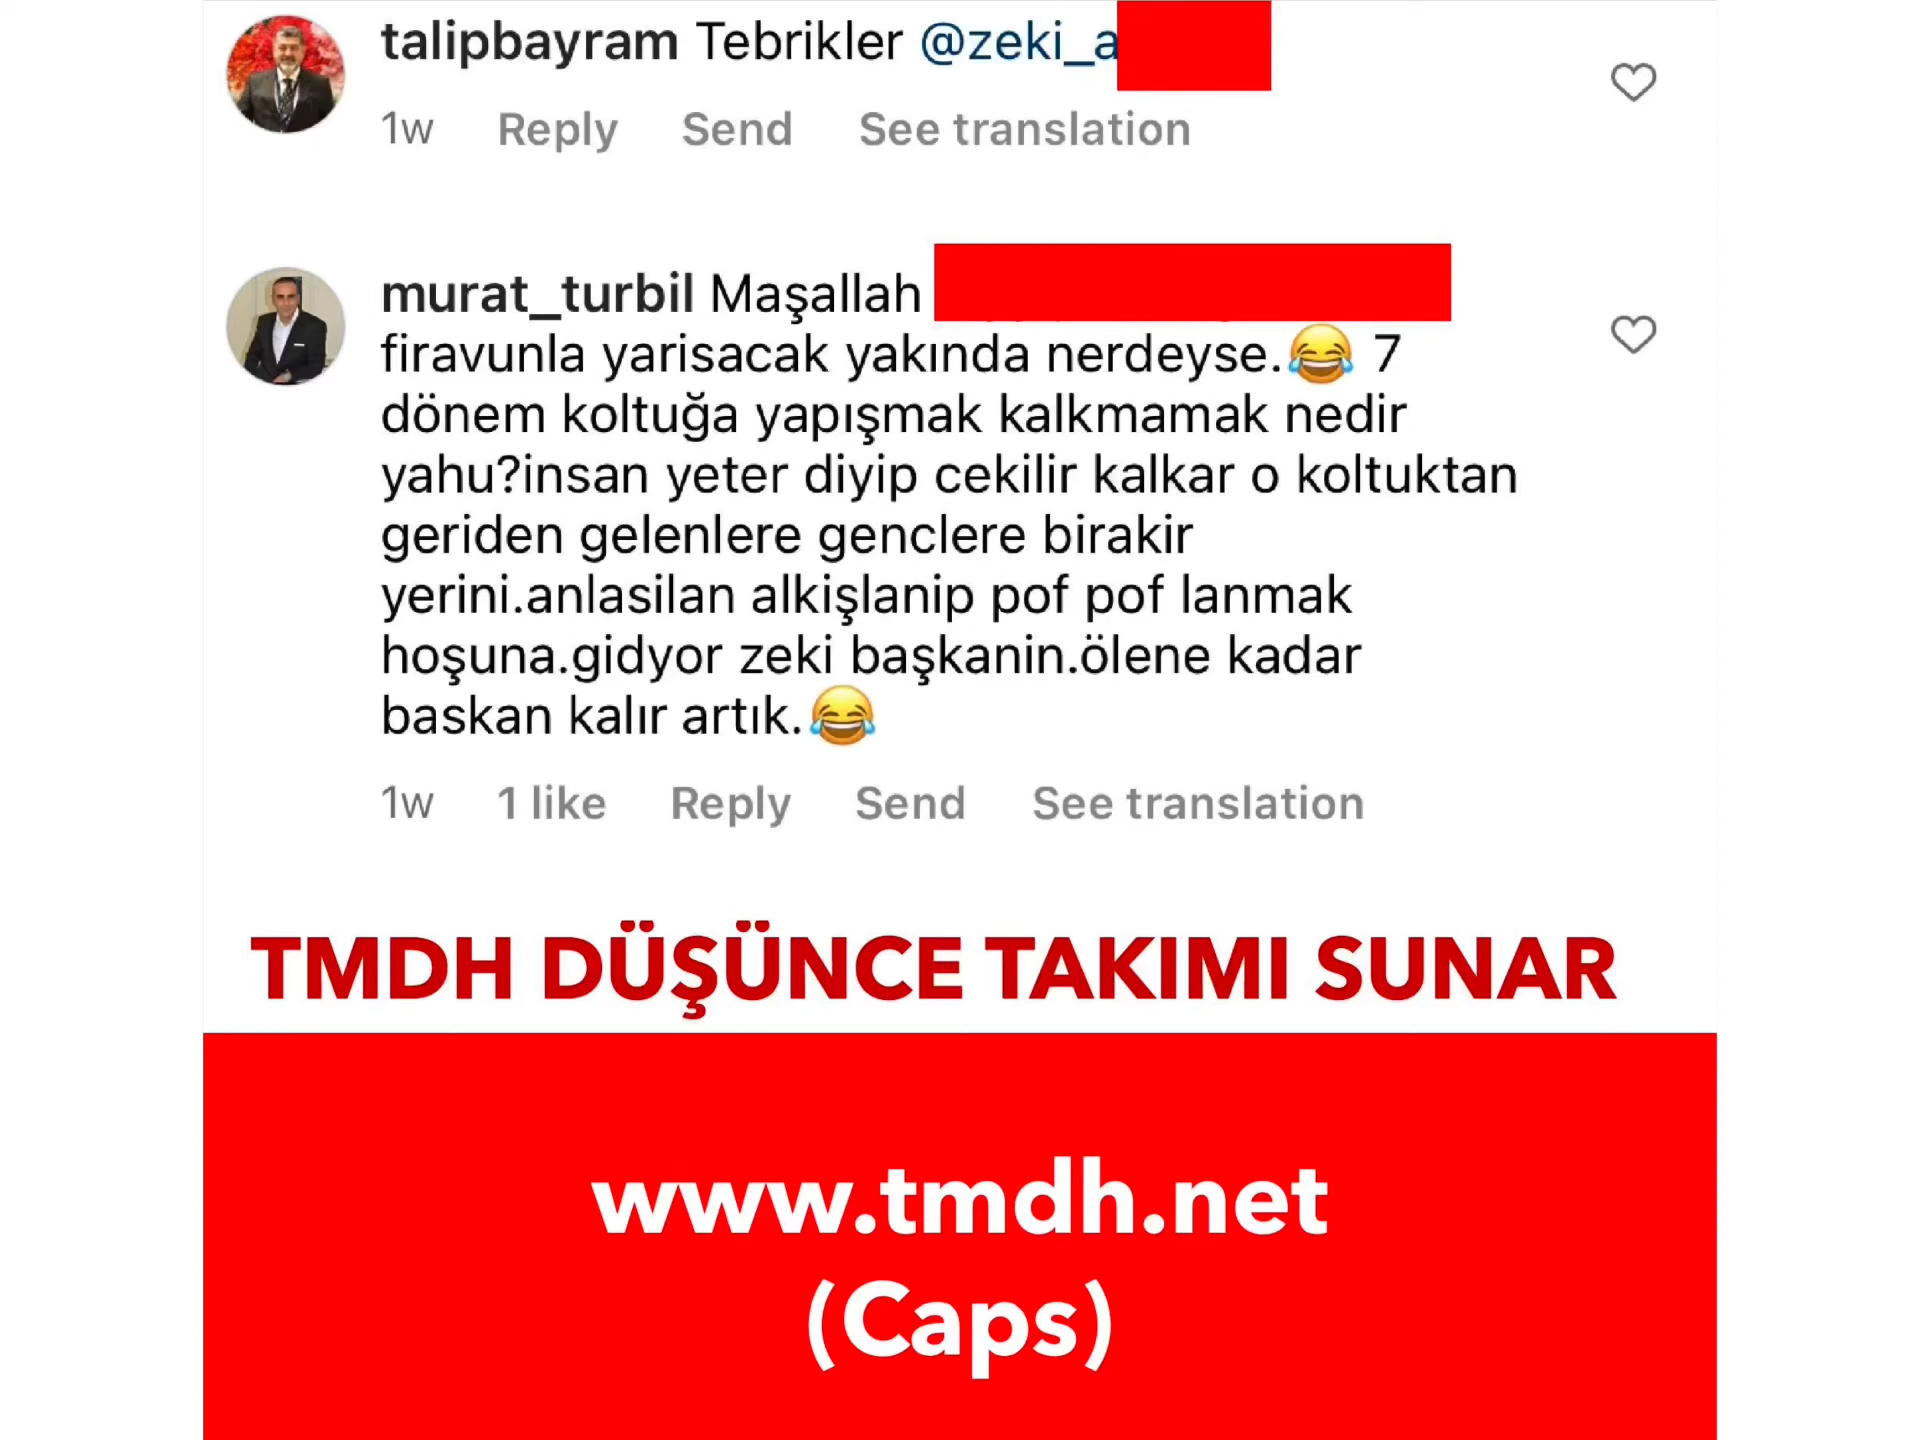 talipbayram Tebrikler @zeki_a
1w Reply Send See translation
murat_turbil Maşallah
firavunla yarisacak yakında nerdeyse.😂 7
dönem koltuğa yapışmak kalkmamak nedir
yahu?insan yeter diyip cekilir kalkar o koltuktan
geriden gelenlere genclere birakir
yerini.anlasilan alkişlanip pof pof lanmak
hoşuna.gidyor zeki başkanin.ölene kadar
baskan kalır artık.😂
1w 1 like Reply Send See translation
TMDH DÜŞÜNCE TAKIMI SUNAR
www.tmdh.net
(Caps)